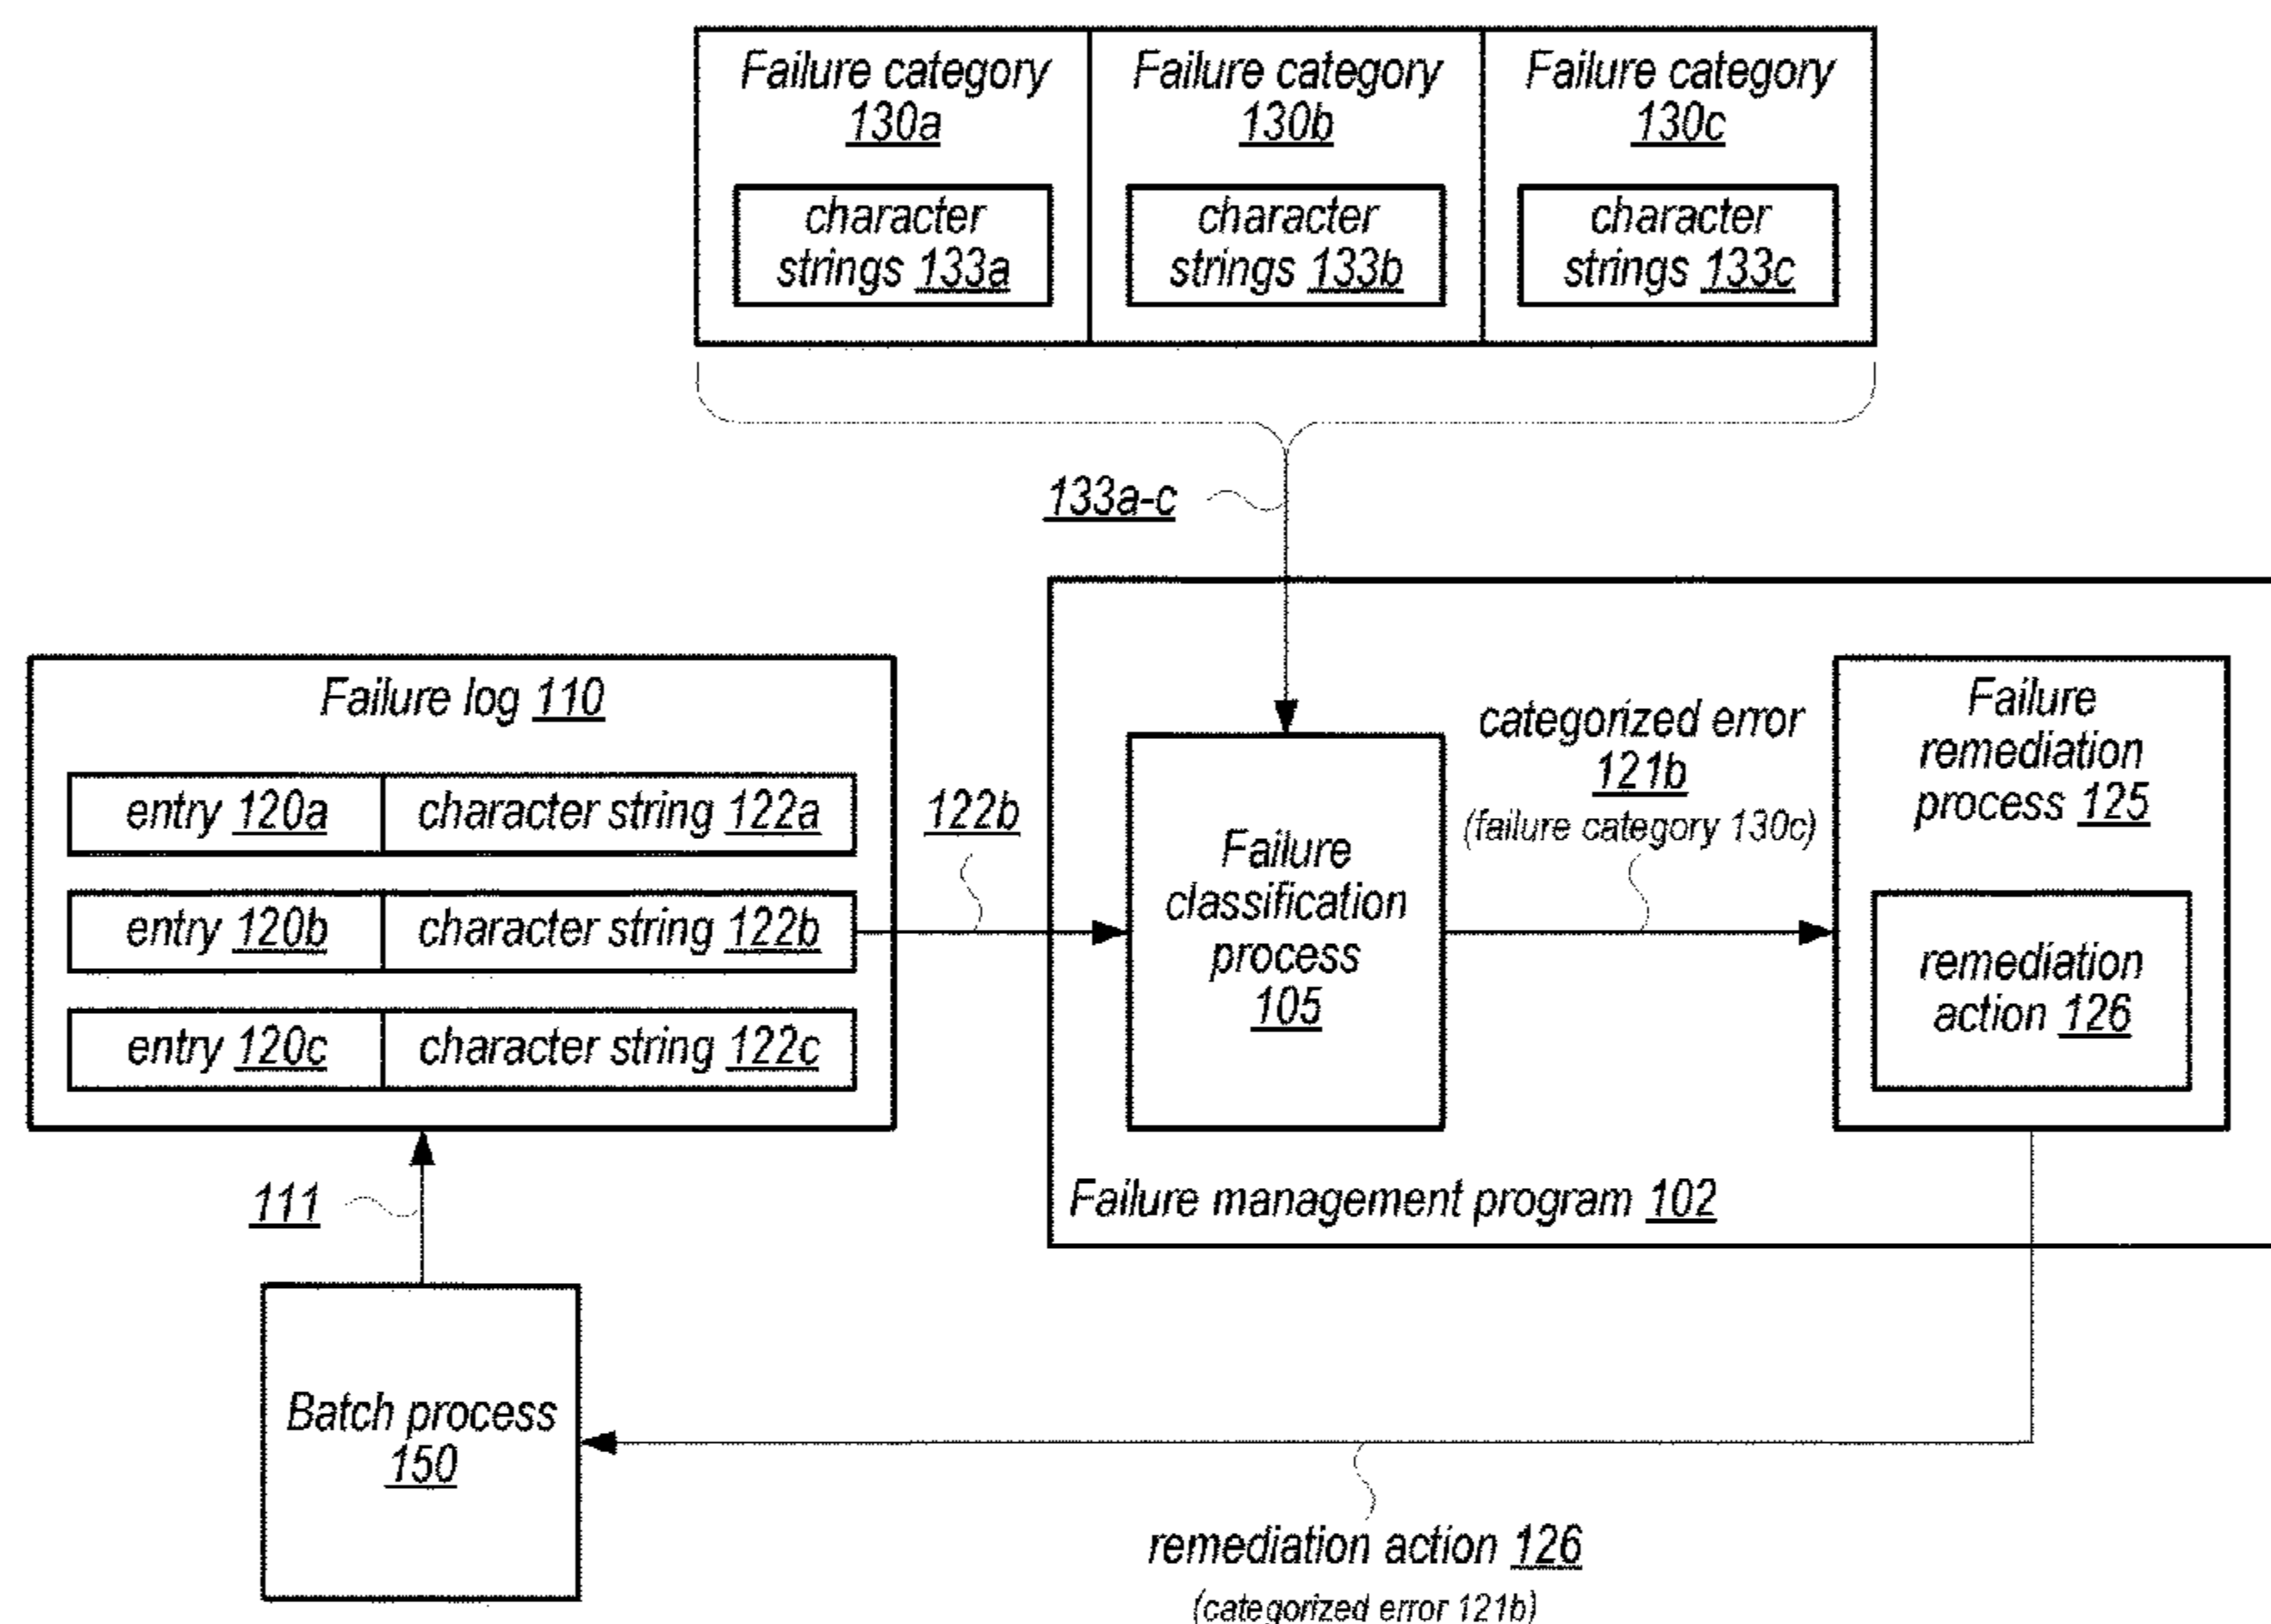 Failure category
130a
character
strings 133a
Failure category
130b
character
strings 133b
Failure category
130c
character
strings 133c
133a-c
Failure log 110
entry 120a character string 122a
entry 120b character string 122b
entry 120c character string 122c
122b
Failure
classification
process
105
categorized error
121b
(failure category 130c)
Failure
remediation
process 125
remediation
action 126
Failure management program 102
111
Batch process
150
remediation action 126
(categorized error 121b)